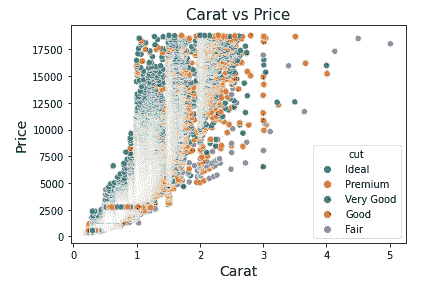 Carat vs Price
Price
17500
15000
12500
10000
7500
5000
2500
0
cut
Ideal
Premium
Very Good
Good
Fair
0
1
2
3
4
5
Carat